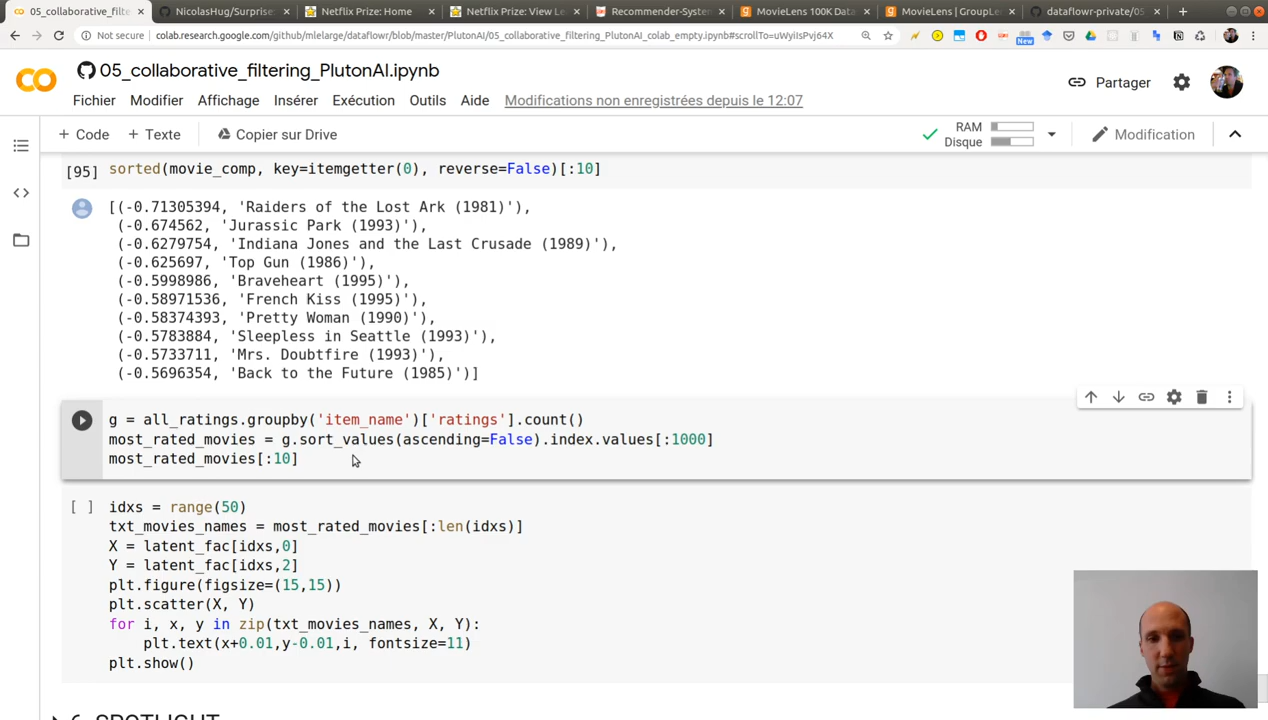 05_collaborative_filte
NicolasHug/Surprise
Netflix Prize: Home
Netflix Prize: View Le
Recommender-System
MovieLens 100K Data
MovieLens | GroupLe
dataflowr-private/05
Not secure
colab.research.google.com/github/mlelarge/dataflowr/blob/master/PlutonAI/05_collaborative_filtering_PlutonAI_colab_empty.ipynb#scrollTo=uWyiIsPvj64X
New
05_collaborative_filtering_PlutonAI.ipynb
Partager
Fichier Modifier Affichage Insérer Exécution Outils Aide Modifications non enregistrées depuis le 12:07
+ Code + Texte Copier sur Drive
RAM
Disque
Modification
[95] sorted(movie_comp, key=itemgetter(0), reverse=False)[:10]
[(-0.71305394, 'Raiders of the Lost Ark (1981)'),
(-0.674562, 'Jurassic Park (1993)'),
(-0.6279754, 'Indiana Jones and the Last Crusade (1989)'),
(-0.625697, 'Top Gun (1986)'),
(-0.5998986, 'Braveheart (1995)'),
(-0.58971536, 'French Kiss (1995)'),
(-0.58374393, 'Pretty Woman (1990)'),
(-0.5783884, 'Sleepless in Seattle (1993)'),
(-0.5733711, 'Mrs. Doubtfire (1993)'),
(-0.5696354, 'Back to the Future (1985)')]
g = all_ratings.groupby('item_name')['ratings'].count()
most_rated_movies = g.sort_values(ascending=False).index.values[:1000]
most_rated_movies[:10]
[ ] idxs = range(50)
txt_movies_names = most_rated_movies[:len(idxs)]
X = latent_fac[idxs,0]
Y = latent_fac[idxs,2]
plt.figure(figsize=(15,15))
plt.scatter(X, Y)
for i, x, y in zip(txt_movies_names, X, Y):
plt.text(x+0.01,y-0.01,i, fontsize=11)
plt.show()
6. SPOTLIGHT